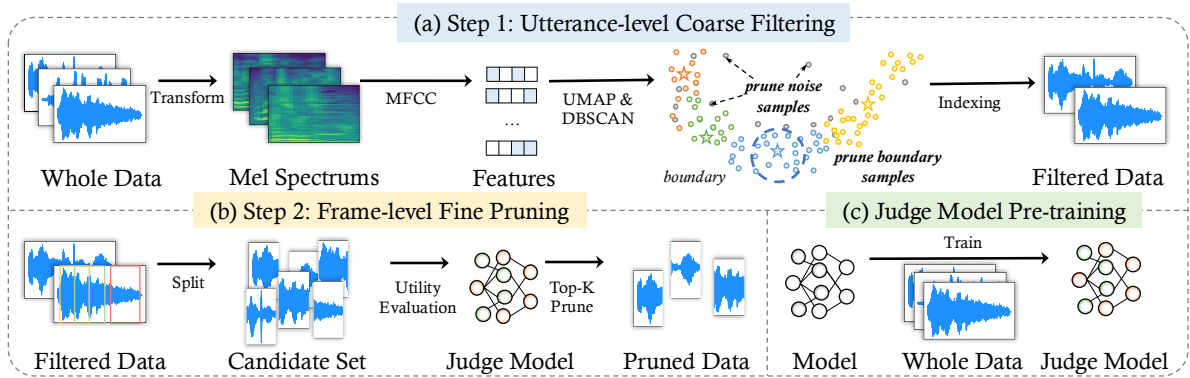 (a) Step 1: Utterance-level Coarse Filtering
Transform
MFCC
UMAP &
DBSCAN
...
prune noise
samples
boundary
prune boundary
samples
Indexing
Whole Data
Mel Spectrums
Features
Filtered Data
(b) Step 2: Frame-level Fine Pruning
Split
Utility
Evaluation
Top-K
Prune
Filtered Data
Candidate Set
Judge Model
Pruned Data
(c) Judge Model Pre-training
Train
Model
Whole Data
Judge Model